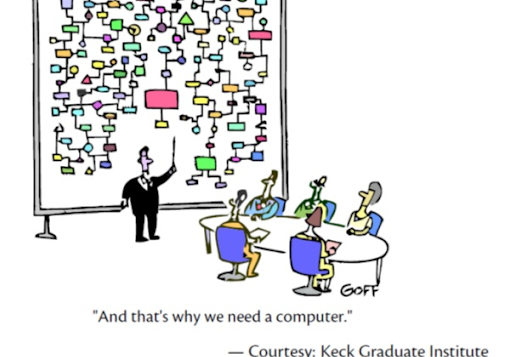 GOFF
"And that's why we need a computer."
— Courtesy: Keck Graduate Institute